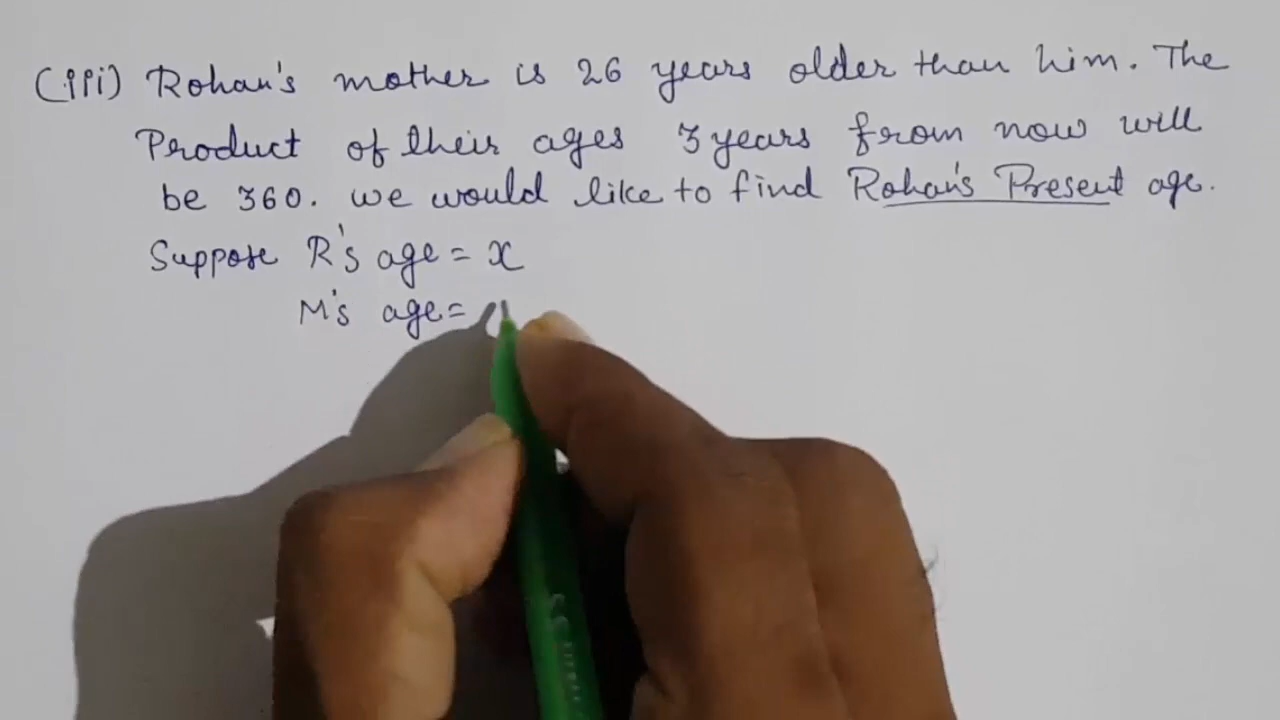 (iii) Rohan's mother is 26 years older than him. The
Product of their ages 3 years from now will
be 360. we would like to find Rohan's Present age.
Suppose R's age = x
M's age =